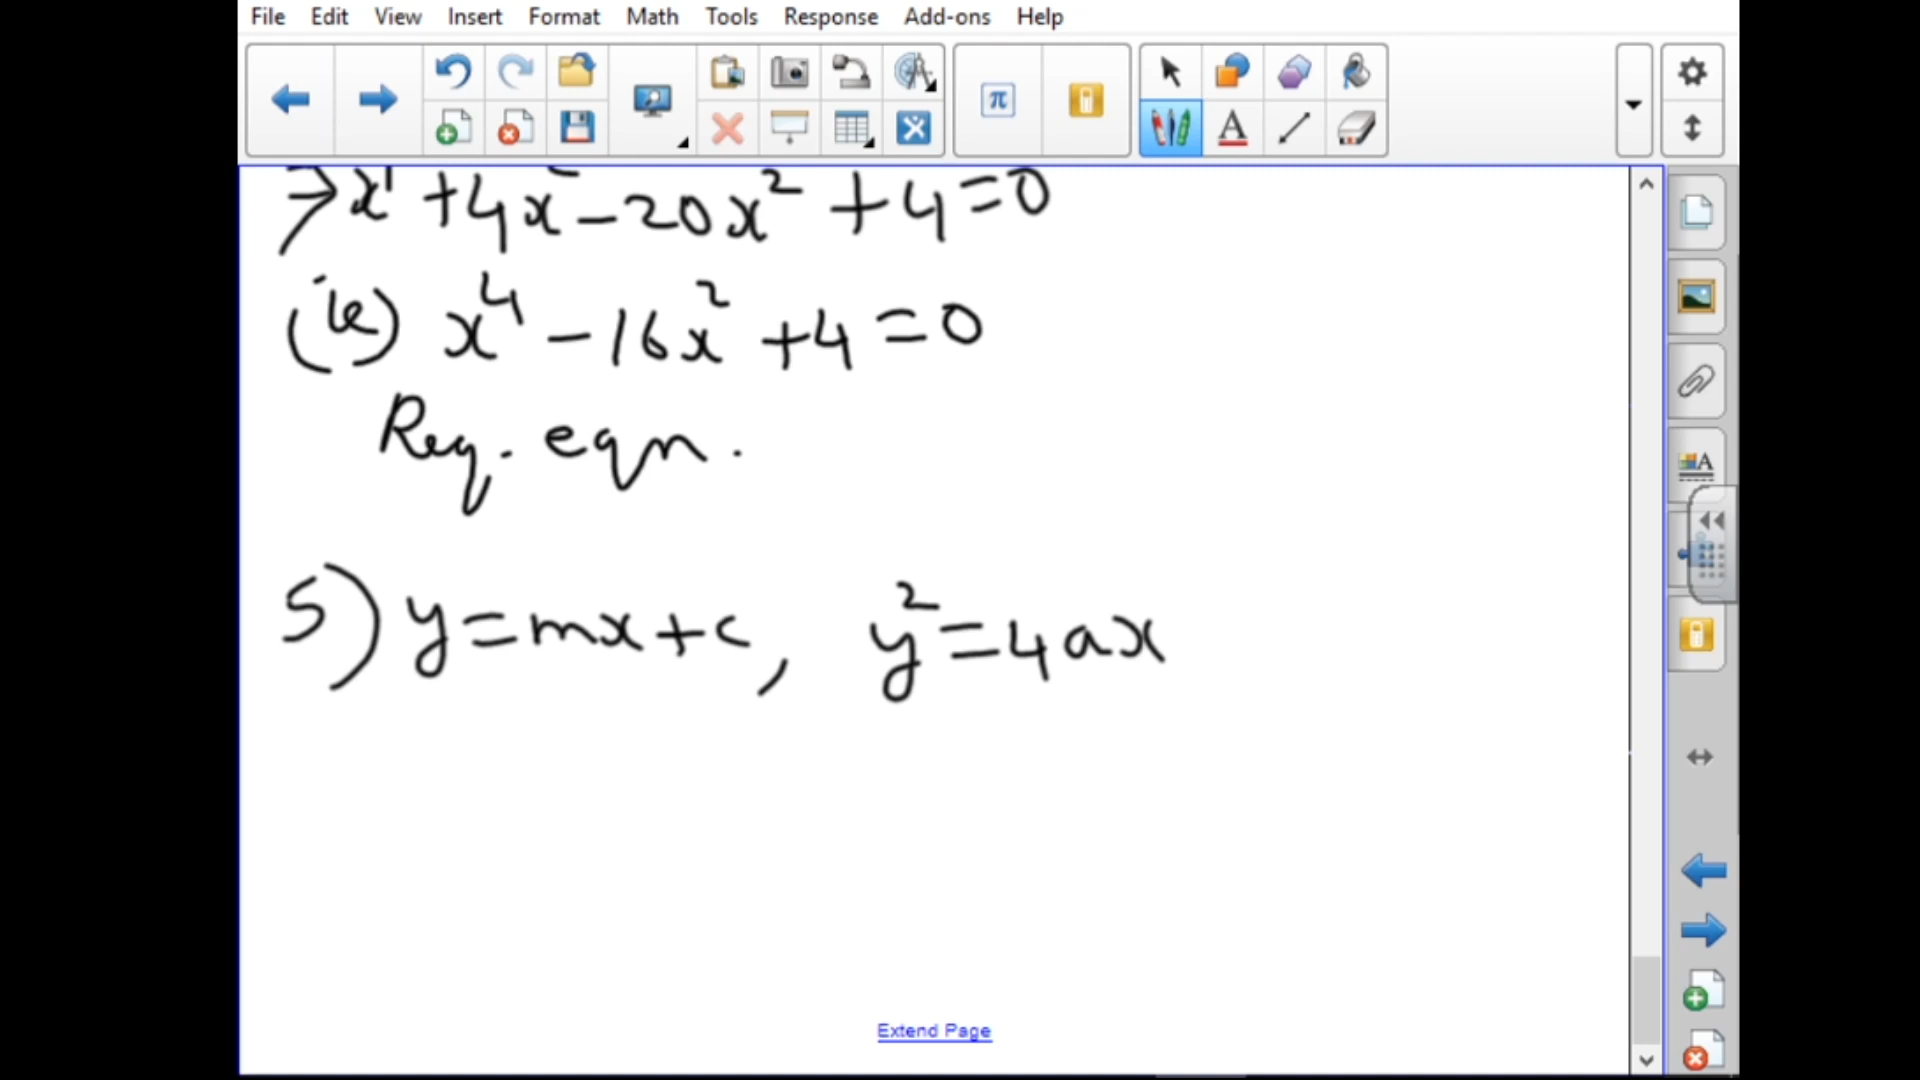 File Edit View Insert Format Math Tools Response Add-ons Help
+4x² - 20x² + 4 = 0
(ie) x⁴ - 16x² + 4 = 0
Req. eqn.
5) y = mx + c, y² = 4ax
Extend Page